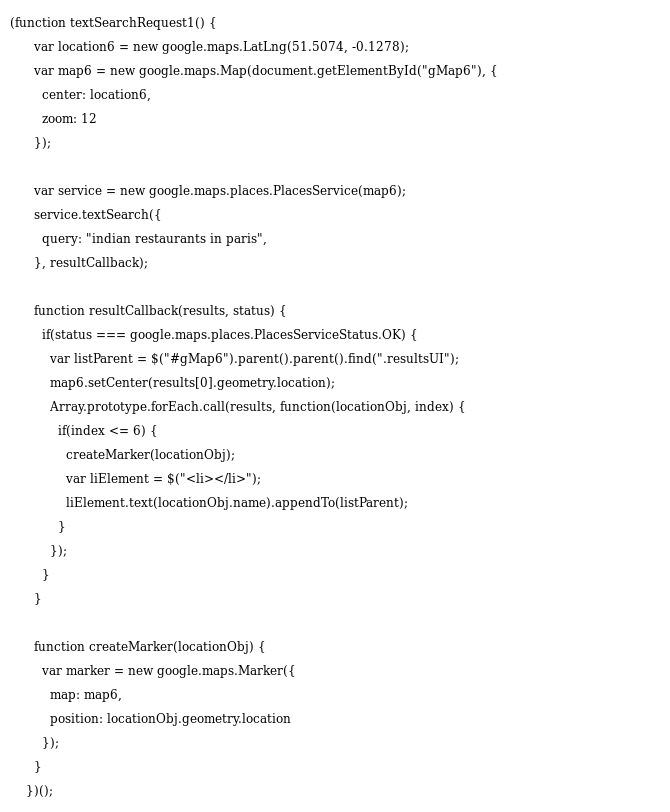 (function textSearchRequest1() {
var location6 = new google.maps.LatLng(51.5074, -0.1278);
var map6 = new google.maps.Map(document.getElementById("gMap6"), {
center: location6,
zoom: 12
});
var service = new google.maps.places.PlacesService(map6);
service.textSearch({
query: "indian restaurants in paris",
}, resultCallback);
function resultCallback(results, status) {
if(status === google.maps.places.PlacesServiceStatus.OK) {
var listParent = $("#gMap6").parent().parent().find(".resultsUI");
map6.setCenter(results[0].geometry.location);
Array.prototype.forEach.call(results, function(locationObj, index) {
if(index <= 6) {
createMarker(locationObj);
var liElement = $("<li></li>");
liElement.text(locationObj.name).appendTo(listParent);
}
});
}
}
function createMarker(locationObj) {
var marker = new google.maps.Marker({
map: map6,
position: locationObj.geometry.location
});
}
})();